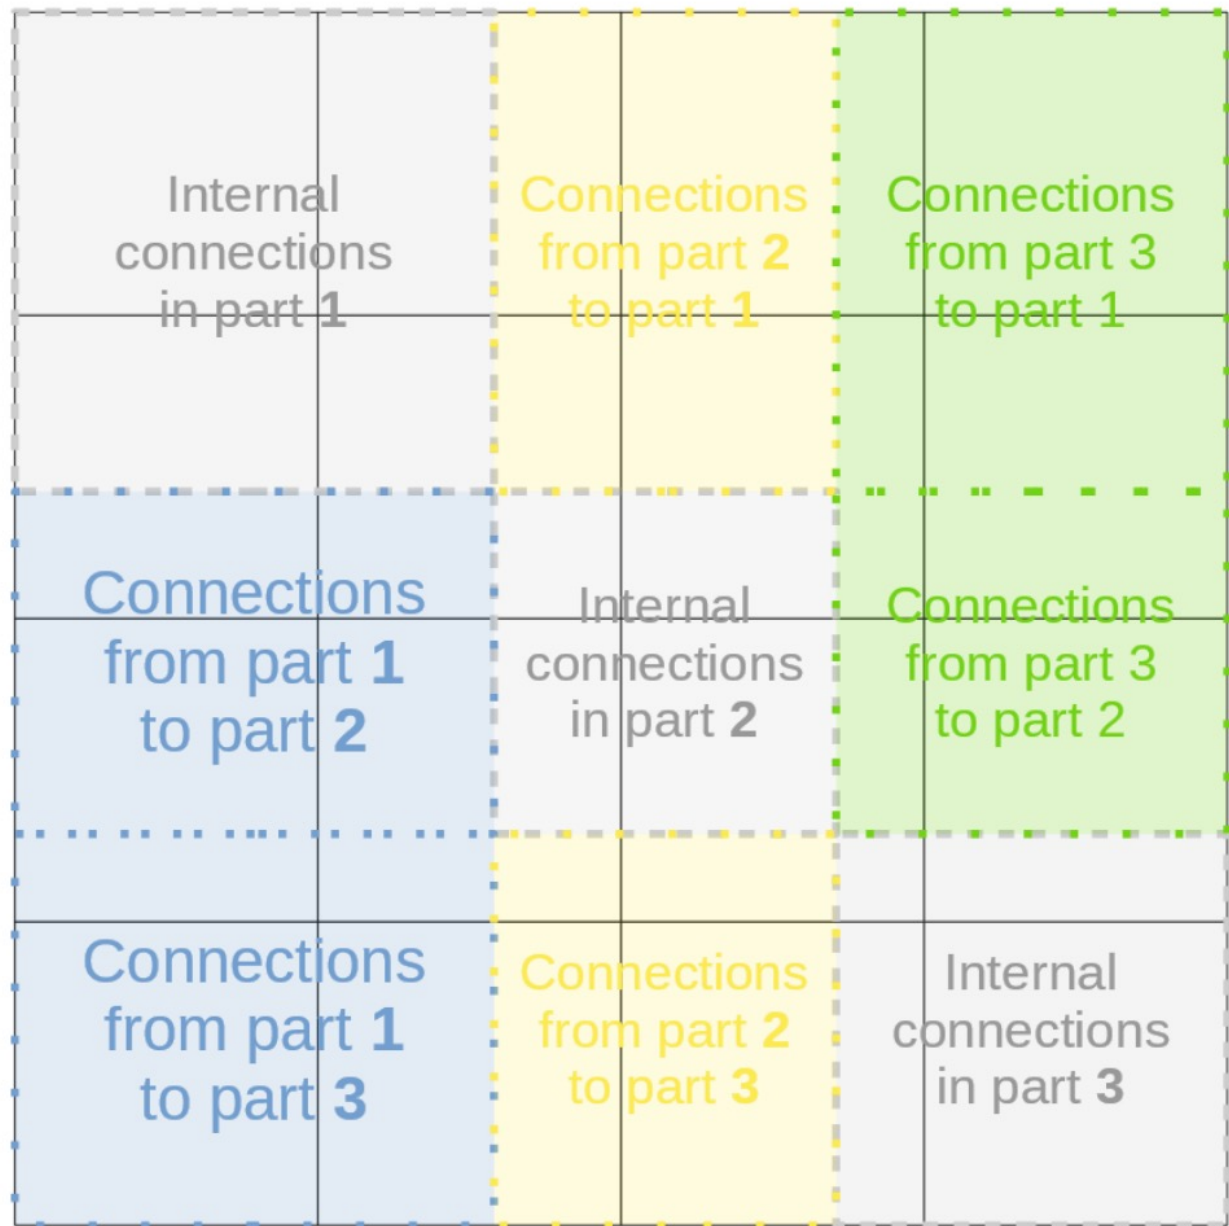 Internal
connections
in part 1
Connections
from part 2
to part 1
Connections
from part 3
to part 1
Connections
from part 1
to part 2
Internal
connections
in part 2
Connections
from part 3
to part 2
Connections
from part 1
to part 3
Connections
from part 2
to part 3
Internal
connections
in part 3